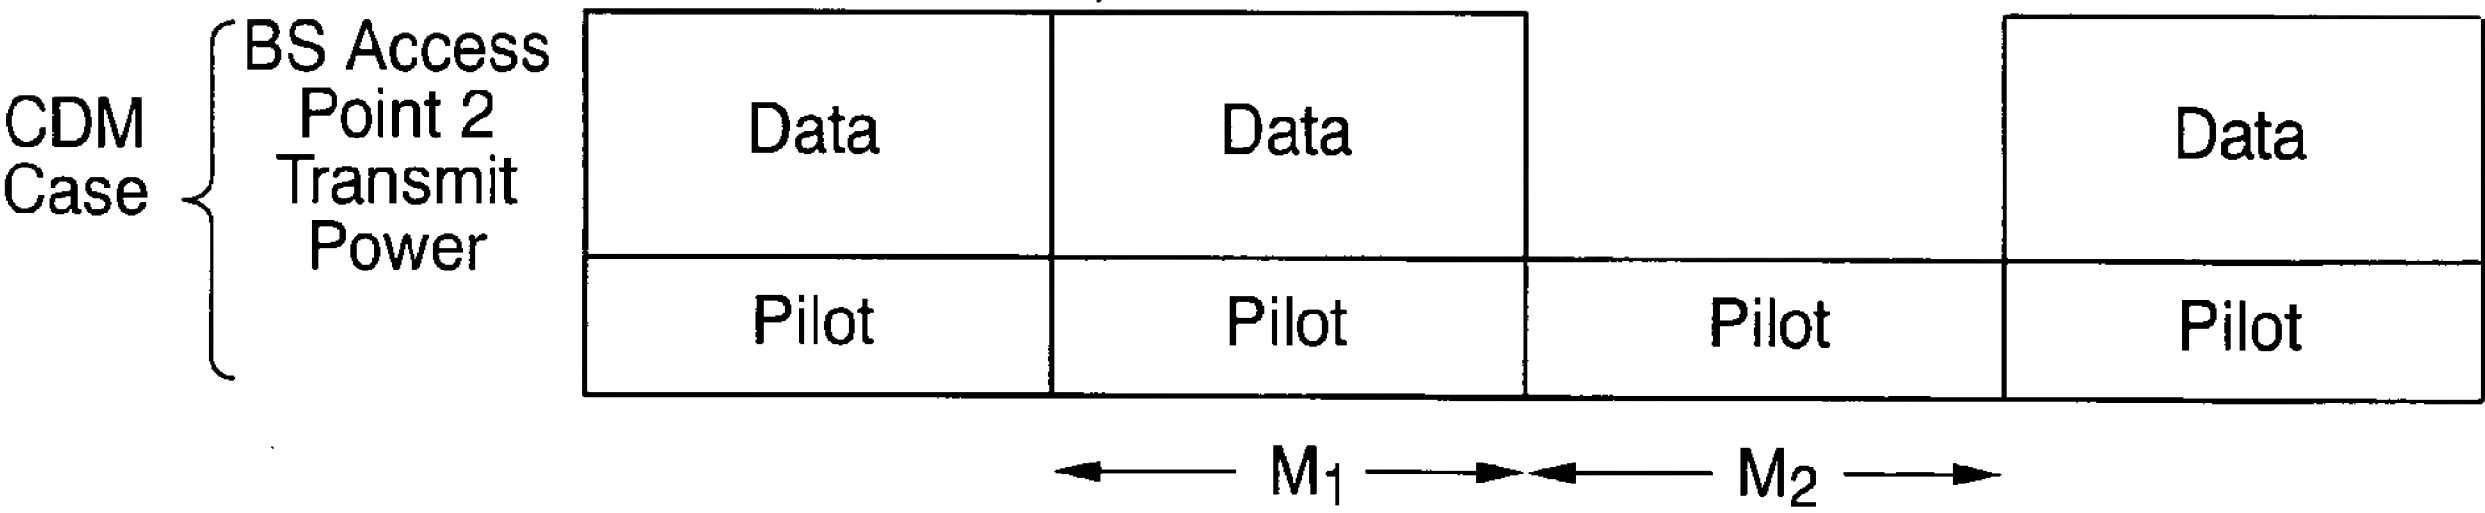 CDM
Case
BS Access
Point 2
Transmit
Power
Data
Data
Data
Pilot
Pilot
Pilot
Pilot
M1
M2